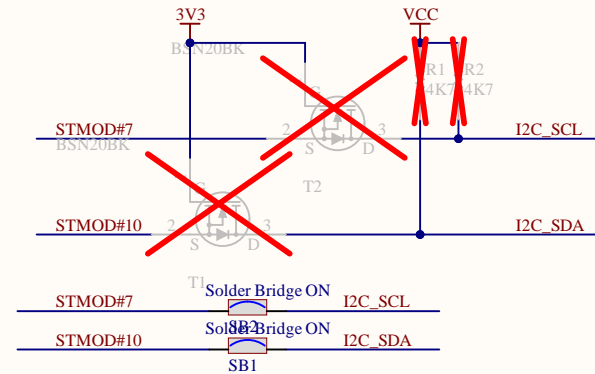 3V3 VCC
BSN20BK
R1 R2
4K7 4K7
G
STMOD#7 2 3 I2C_SCL
BSN20BK
S D
G
T2
STMOD#10 2 3 I2C_SDA
S D
T1
Solder Bridge ON
STMOD#7 I2C_SCL
SB2
Solder Bridge ON
STMOD#10 I2C_SDA
SB1